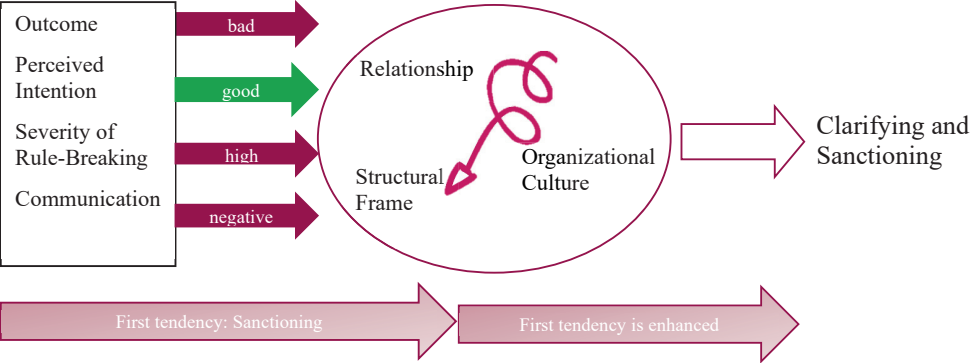 Outcome
bad
Perceived
Intention
good
Severity of
Rule-Breaking
high
Communication
negative
Relationship
Organizational
Culture
Structural
Frame
Clarifying and
Sanctioning
First tendency: Sanctioning
First tendency is enhanced